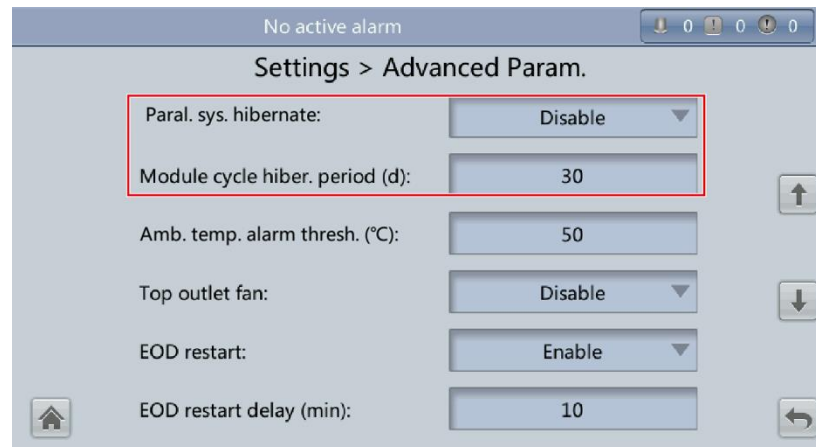 No active alarm 0 0 0
Settings > Advanced Param.
Paral. sys. hibernate: Disable
Module cycle hiber. period (d): 30
Amb. temp. alarm thresh. (℃): 50
Top outlet fan: Disable
EOD restart: Enable
EOD restart delay (min): 10